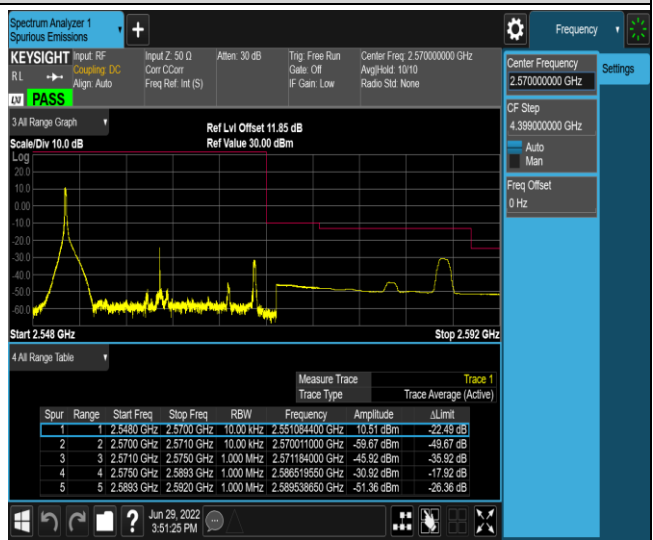 Spectrum Analyzer 1
Spurious Emissions
+
Frequency
KEYSIGHT Input: RF Input Z: 50 Ω Atten: 30 dB Trig: Free Run Center Freq: 2.570000000 GHz
RL Coupling: DC Corr CCorr Gate: Off Avg|Hold: 10/10
Align: Auto Freq Ref: Int (S) IF Gain: Low Radio Std: None
LXI PASS
Center Frequency
2.570000000 GHz
Settings
CF Step
4.399000000 GHz
Auto
Man
Freq Offset
0 Hz
3 All Range Graph
Ref Lvl Offset 11.85 dB
Scale/Div 10.0 dB Ref Value 30.00 dBm
Log
20.0
10.0
0.00
-10.0
-20.0
-30.0
-40.0
-50.0
-60.0
Start 2.548 GHz Stop 2.592 GHz
4 All Range Table
Measure Trace Trace 1
Trace Type Trace Average (Active)
Spur Range Start Freq Stop Freq RBW Frequency Amplitude ΔLimit
1 1 2.5480 GHz 2.5700 GHz 10.00 kHz 2.551084400 GHz 10.51 dBm -22.49 dB
2 2 2.5700 GHz 2.5710 GHz 10.00 kHz 2.570011000 GHz -59.67 dBm -49.67 dB
3 3 2.5710 GHz 2.5750 GHz 1.000 MHz 2.571184000 GHz -45.92 dBm -35.92 dB
4 4 2.5750 GHz 2.5893 GHz 1.000 MHz 2.586519550 GHz -30.92 dBm -17.92 dB
5 5 2.5893 GHz 2.5920 GHz 1.000 MHz 2.589538650 GHz -51.36 dBm -26.36 dB
? Jun 29, 2022
3:51:25 PM